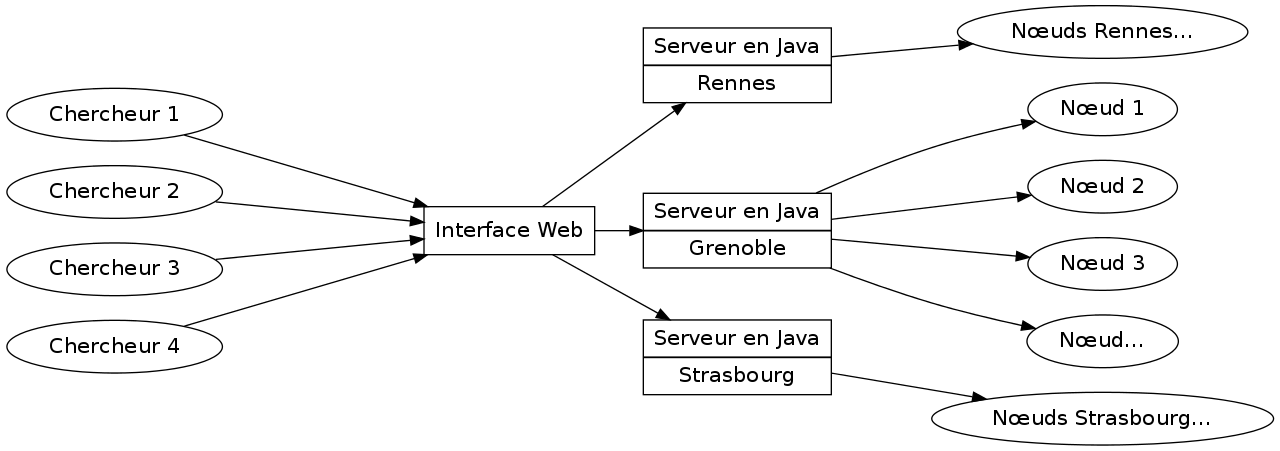 Chercheur 1
Chercheur 2
Chercheur 3
Chercheur 4
Interface Web
Serveur en Java
Rennes
Serveur en Java
Grenoble
Serveur en Java
Strasbourg
Nœuds Rennes...
Nœud 1
Nœud 2
Nœud 3
Nœud...
Nœuds Strasbourg...